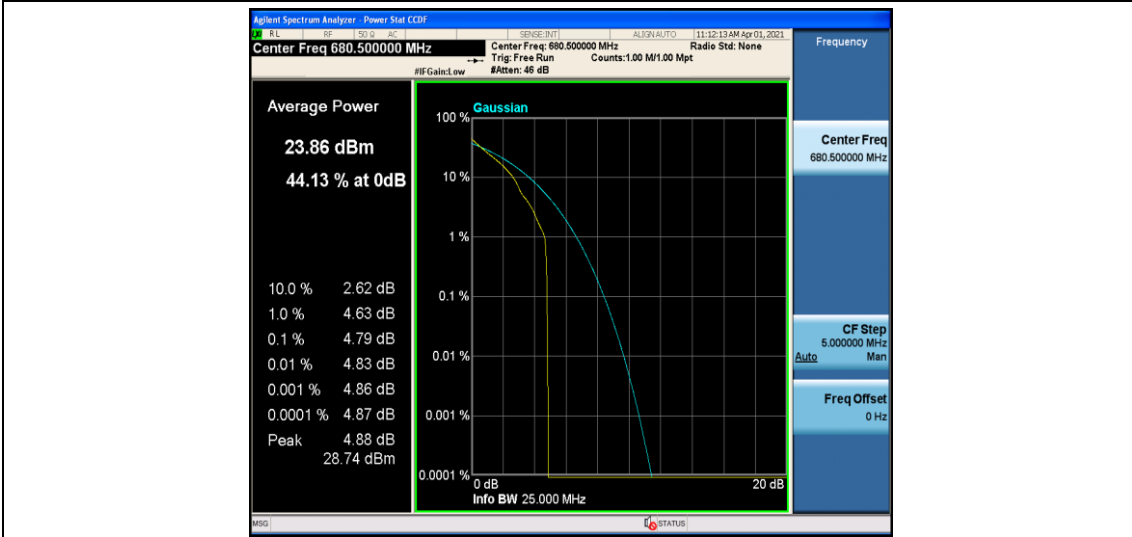 Agilent Spectrum Analyzer - Power Stat CCDF
LXI RL RF 50 Ω AC SENSE:INT ALIGN AUTO 11:12:13 AM Apr 01, 2021
Center Freq 680.500000 MHz
Center Freq: 680.500000 MHz Radio Std: None
Trig: Free Run Counts:1.00 M/1.00 Mpt
#IFGain:Low #Atten: 46 dB
Frequency
Average Power
23.86 dBm
44.13 % at 0dB
10.0 % 2.62 dB
1.0 % 4.63 dB
0.1 % 4.79 dB
0.01 % 4.83 dB
0.001 % 4.86 dB
0.0001 % 4.87 dB
Peak 4.88 dB
28.74 dBm
Gaussian
100 %
10 %
1 %
0.1 %
0.01 %
0.001 %
0.0001 %
0 dB 20 dB
Info BW 25.000 MHz
Center Freq
680.500000 MHz
CF Step
5.000000 MHz
Auto Man
Freq Offset
0 Hz
MSG STATUS